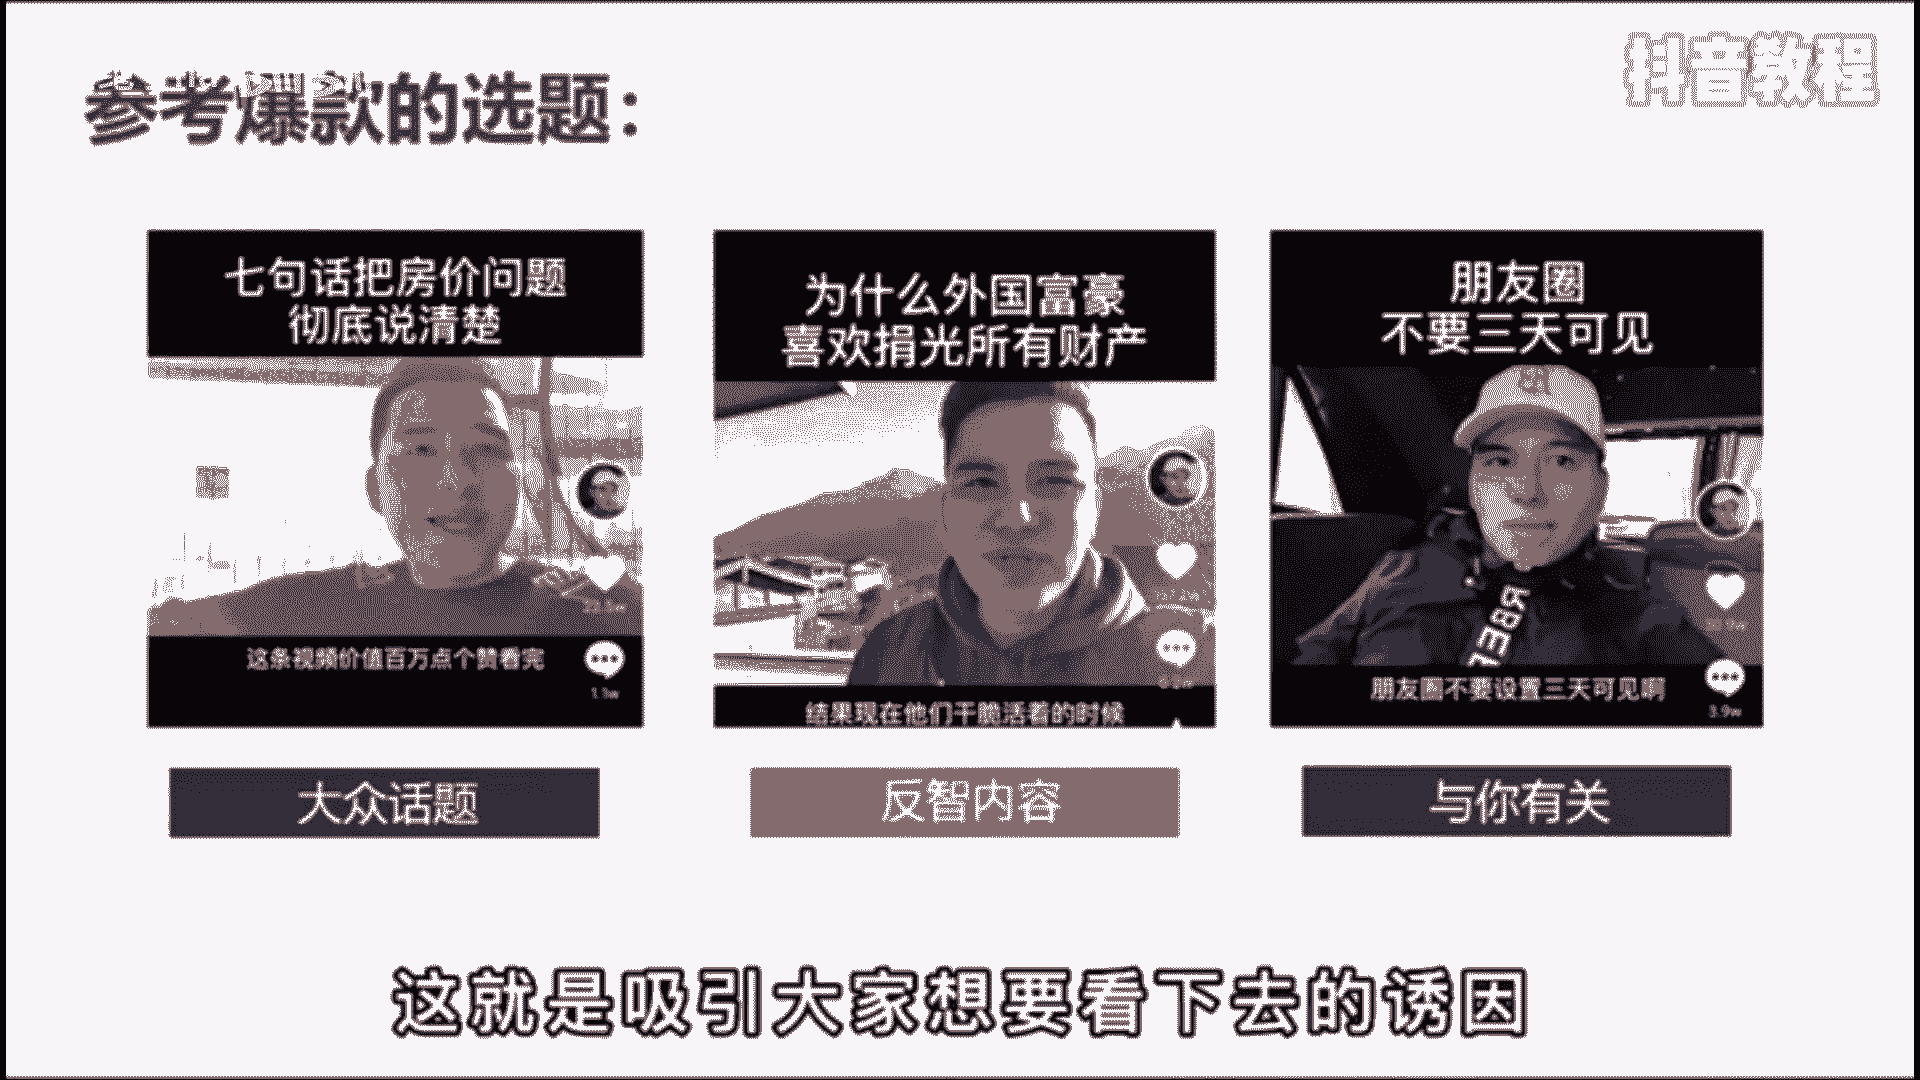 抖音教程
参考爆款的选题：
七句话把房价问题
彻底说清楚
这条视频价值百万点个赞看完
1.1w
大众话题
为什么外国富豪
喜欢捐光所有财产
结果现在他们干脆活着的时候
反智内容
朋友圈
不要三天可见
朋友圈不要设置三天可见啊
3.9w
与你有关
这就是吸引大家想要看下去的诱因